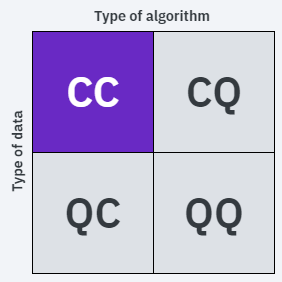 Type of algorithm
Type of data
CC
CQ
QC
QQ